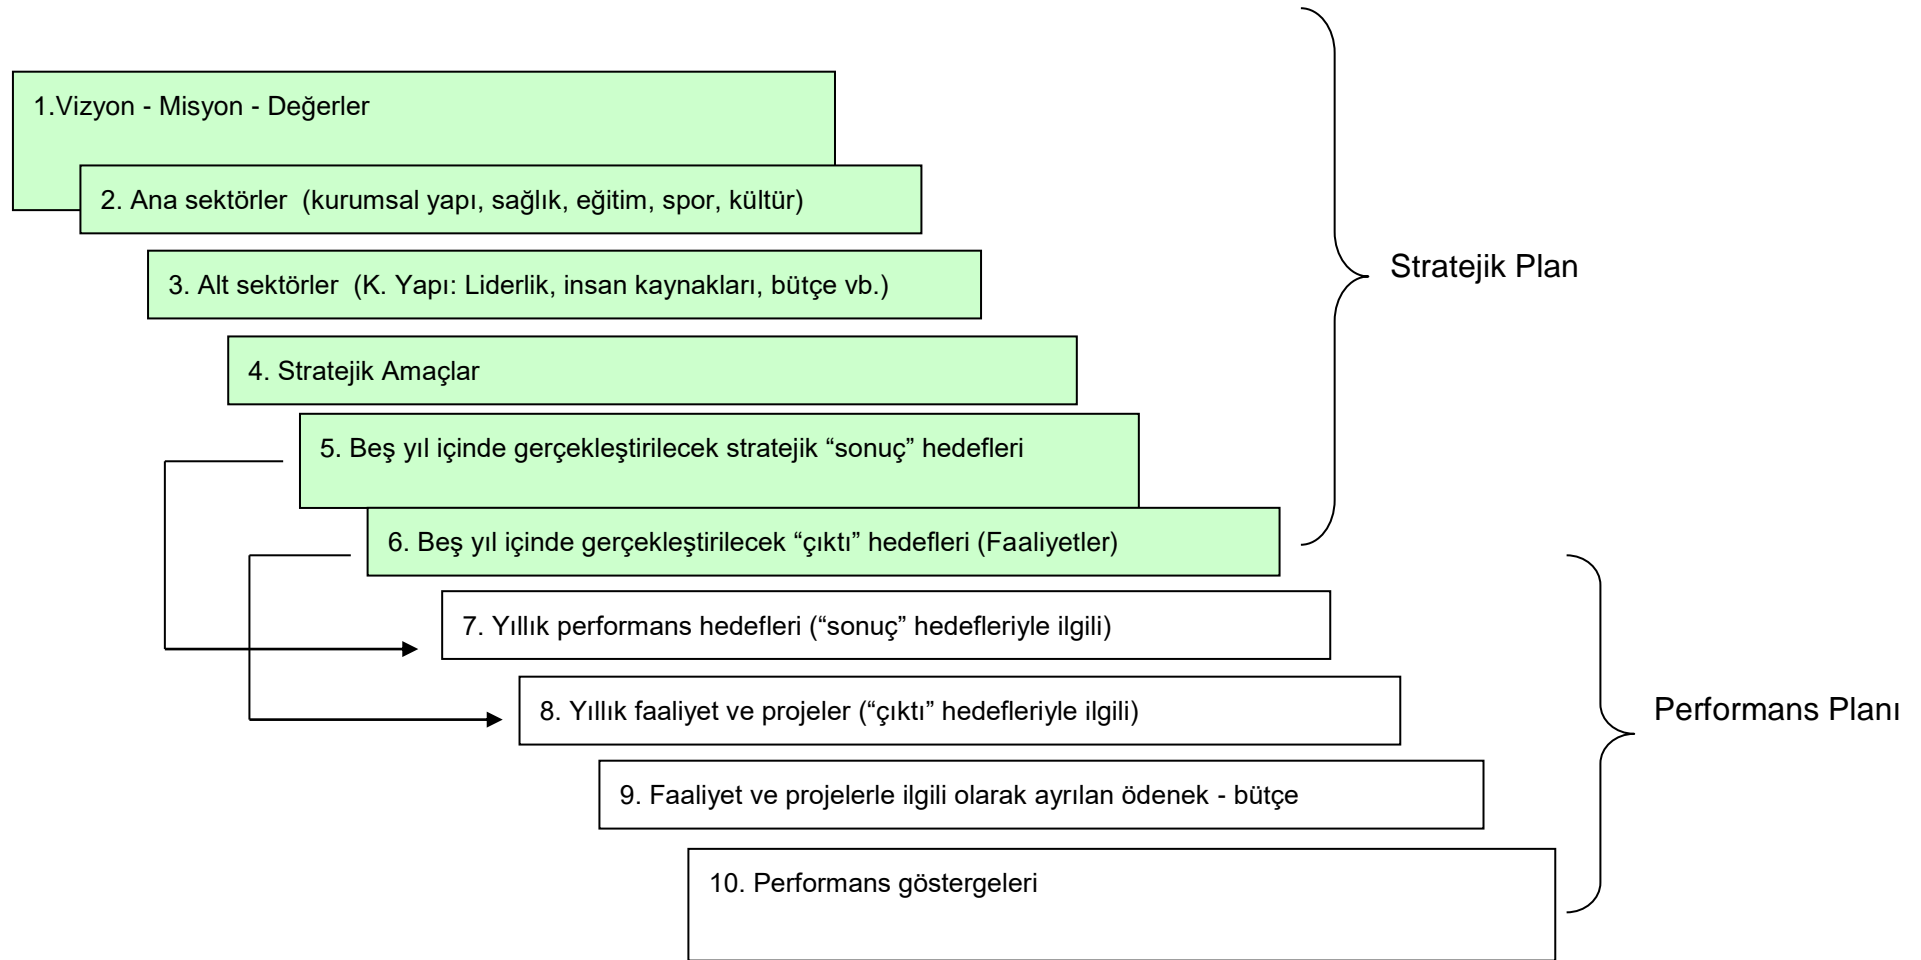 1.Vizyon - Misyon - Değerler
2. Ana sektörler  (kurumsal yapı, sağlık, eğitim, spor, kültür)
3. Alt sektörler  (K. Yapı: Liderlik, insan kaynakları, bütçe vb.)
Stratejik Plan
4. Stratejik Amaçlar
5. Beş yıl içinde gerçekleştirilecek stratejik “sonuç” hedefleri
6. Beş yıl içinde gerçekleştirilecek “çıktı” hedefleri (Faaliyetler)
7. Yıllık performans hedefleri (“sonuç” hedefleriyle ilgili)
8. Yıllık faaliyet ve projeler (“çıktı” hedefleriyle ilgili)
Performans Planı
9. Faaliyet ve projelerle ilgili olarak ayrılan ödenek - bütçe
10. Performans göstergeleri